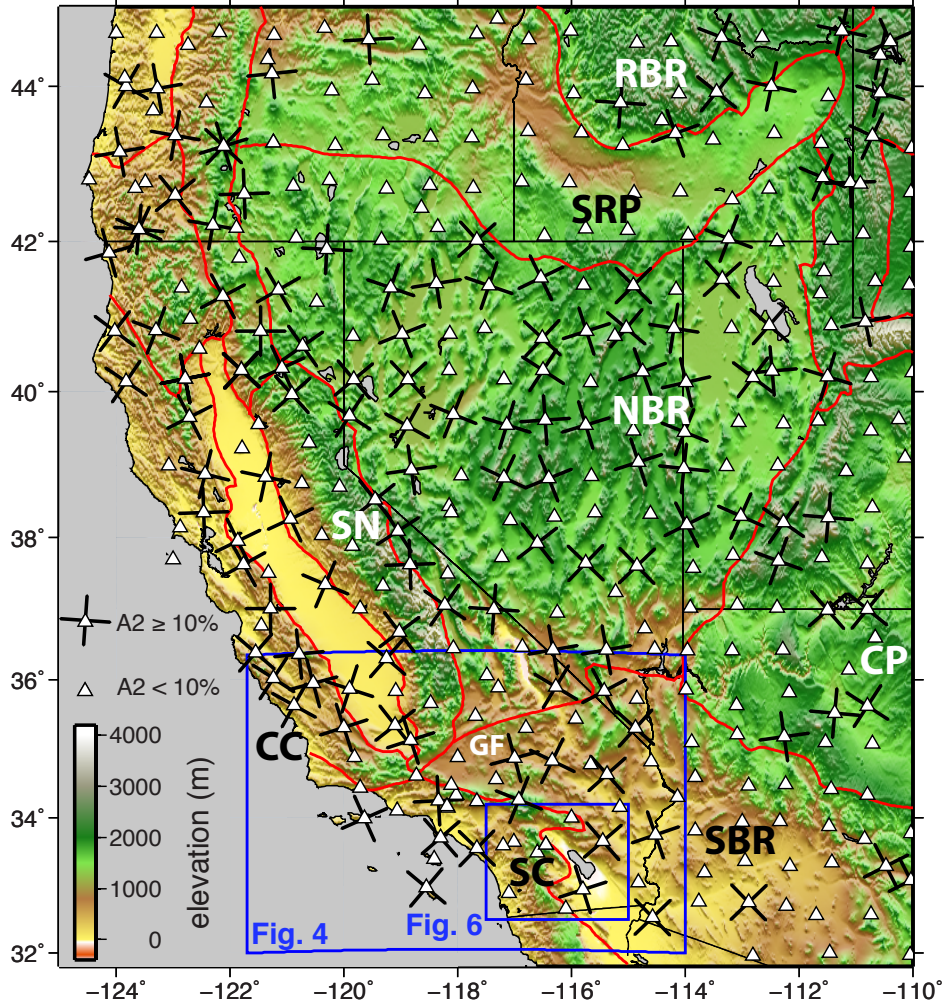 44°
42°
40°
38°
36°
34°
32°
RBR
SRP
NBR
SN
CP
CC
GF
SBR
SC
A2 ≥ 10%
A2 < 10%
4000
3000
2000
1000
0
elevation (m)
Fig. 4
Fig. 6
−124°
−122°
−120°
−118°
−116°
−114°
−112°
−110°